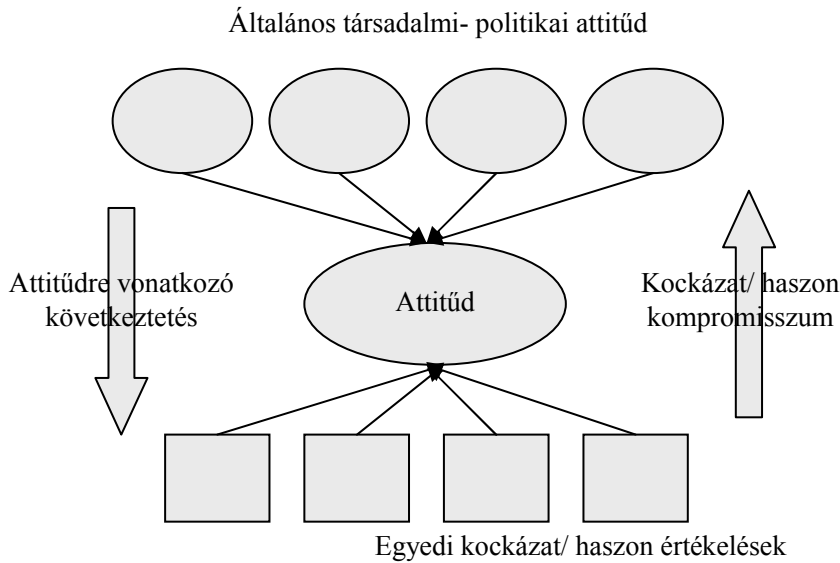 Általános társadalmi- politikai attitűd
Attitűdre vonatkozó
következtetés
Attitűd
Kockázat/ haszon
kompromisszum
Egyedi kockázat/ haszon értékelések